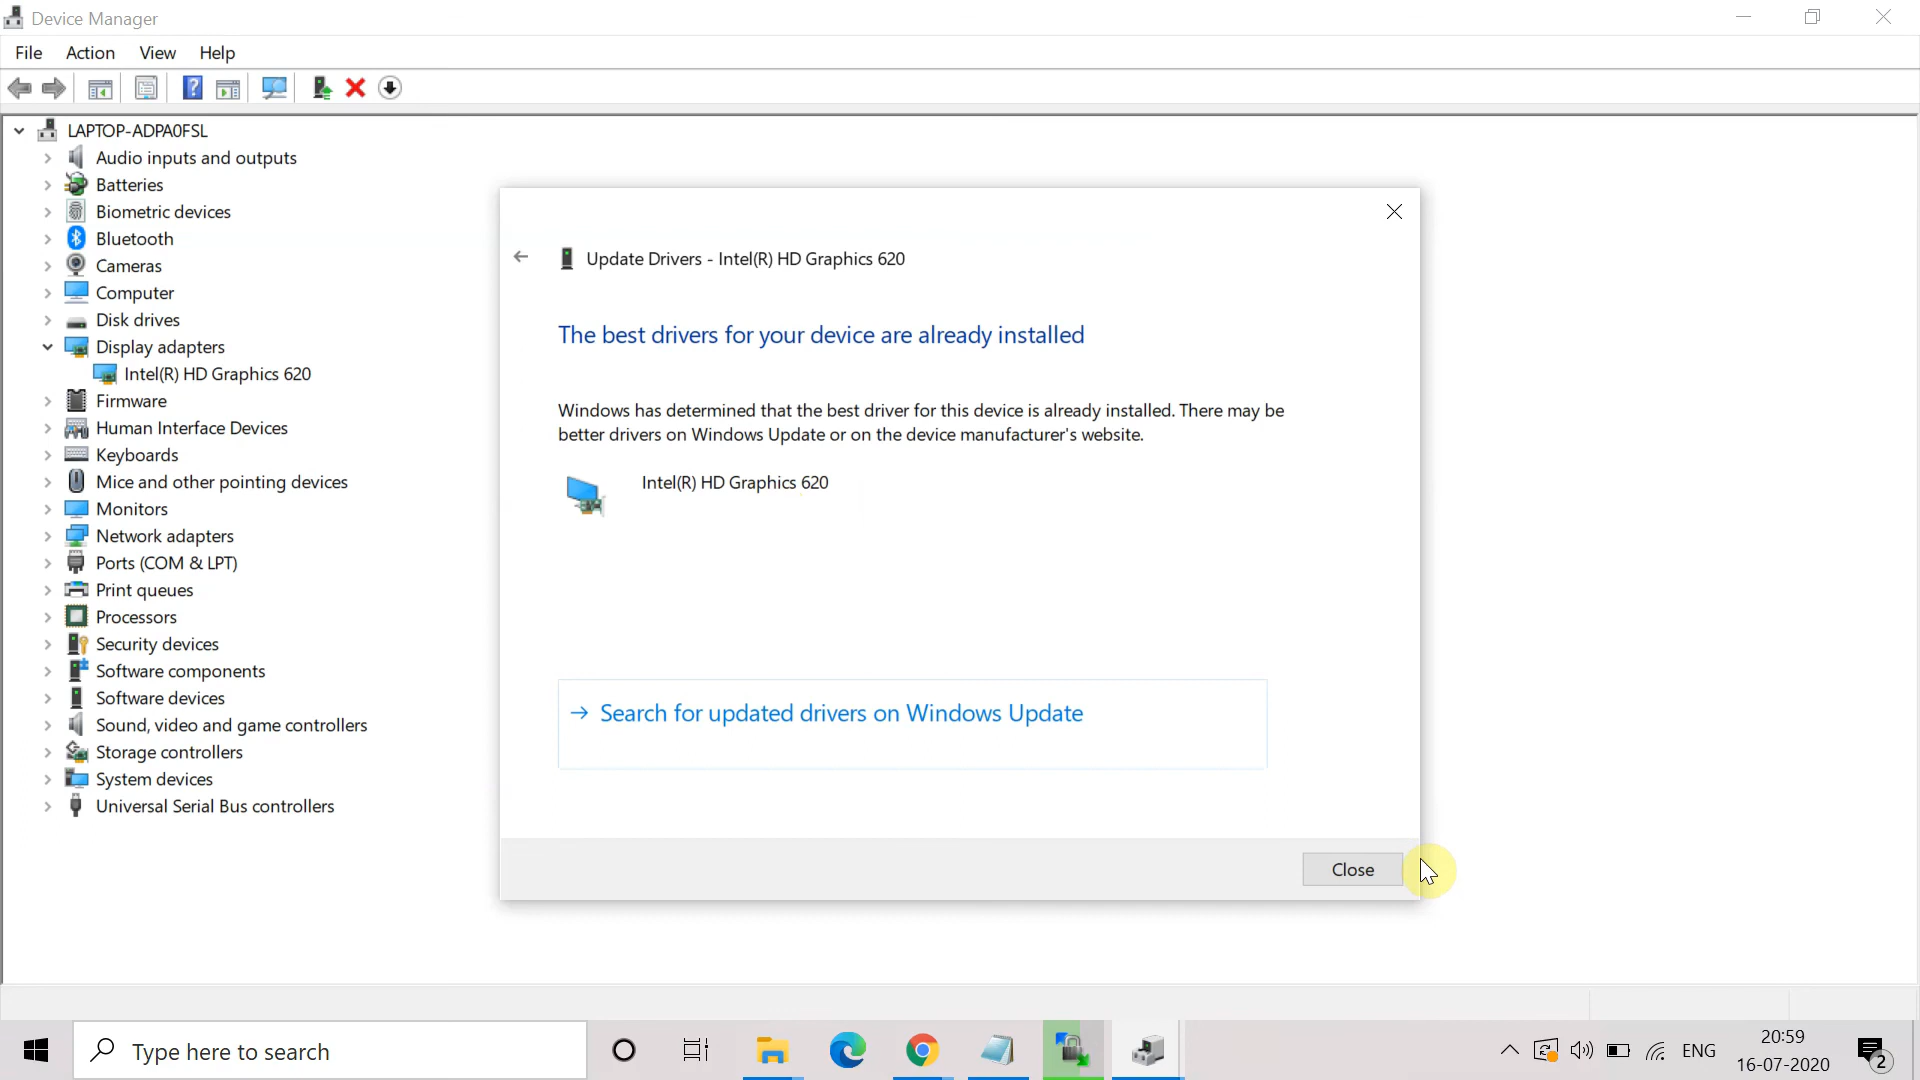 Device Manager
File Action View Help
LAPTOP-ADPA0FSL
Audio inputs and outputs
Batteries
Biometric devices
Bluetooth
Cameras
Computer
Disk drives
Display adapters
Intel(R) HD Graphics 620
Firmware
Human Interface Devices
Keyboards
Mice and other pointing devices
Monitors
Network adapters
Ports (COM & LPT)
Print queues
Processors
Security devices
Software components
Software devices
Sound, video and game controllers
Storage controllers
System devices
Universal Serial Bus controllers
Update Drivers - Intel(R) HD Graphics 620
The best drivers for your device are already installed
Windows has determined that the best driver for this device is already installed. There may be
better drivers on Windows Update or on the device manufacturer's website.
Intel(R) HD Graphics 620
Search for updated drivers on Windows Update
Close
Type here to search
ENG
20:59
16-07-2020
2